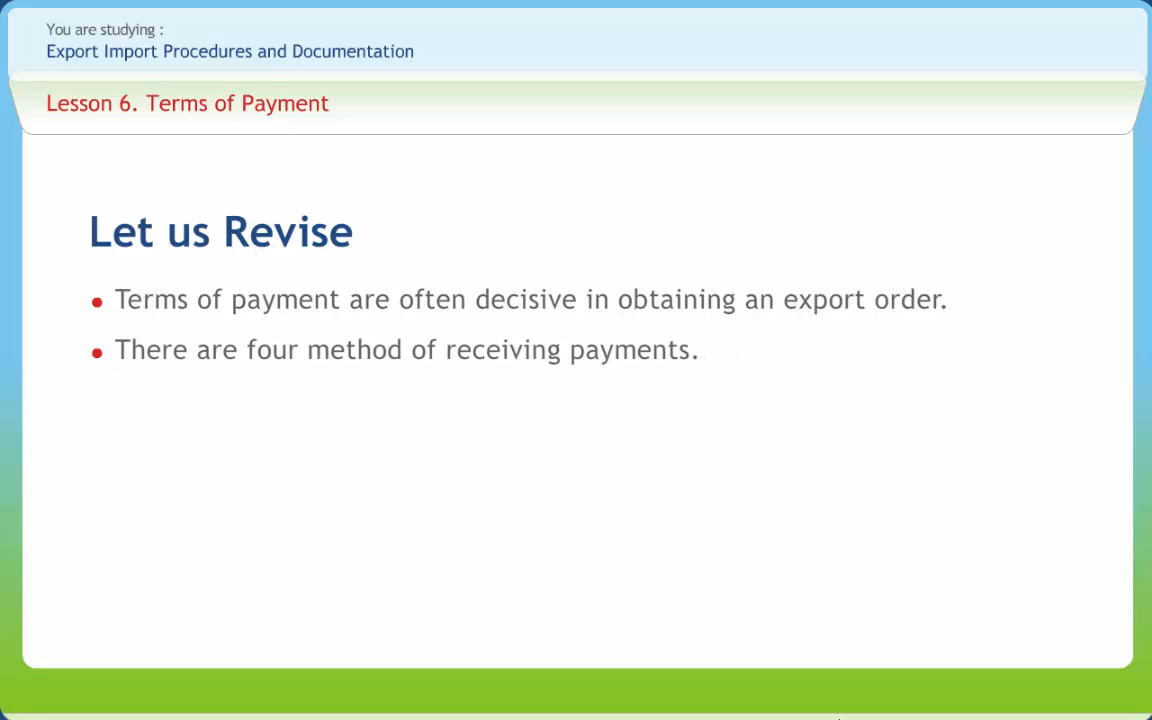 You are studying :
Export Import Procedures and Documentation
Lesson 6. Terms of Payment
Let us Revise
• Terms of payment are often decisive in obtaining an export order.
• There are four method of receiving payments.